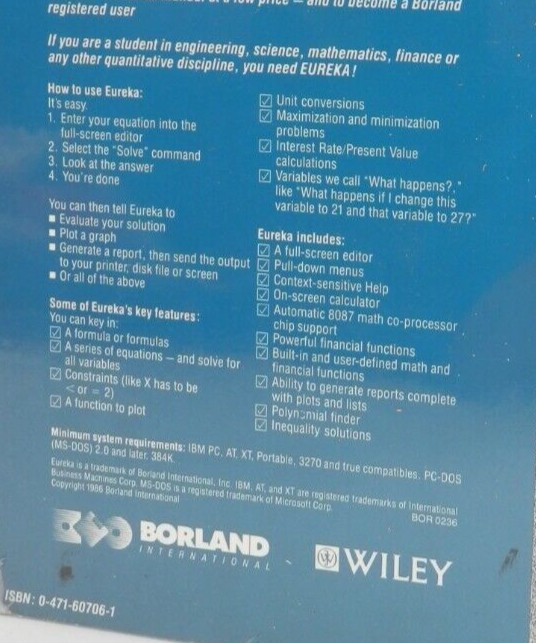 low price — and to become a Borland
registered user
If you are a student in engineering, science, mathematics, finance or
any other quantitative discipline, you need EUREKA!
How to use Eureka:
It's easy.
1. Enter your equation into the
full-screen editor
2. Select the "Solve" command
3. Look at the answer
4. You're done
You can then tell Eureka to
■ Evaluate your solution
■ Plot a graph
■ Generate a report, then send the output
to your printer, disk file or screen
■ Or all of the above
Some of Eureka's key features:
You can key in:
☑ A formula or formulas
☑ A series of equations — and solve for
all variables
☑ Constraints (like X has to be
< or = 2)
☑ A function to plot
☑ Unit conversions
☑ Maximization and minimization
problems
☑ Interest Rate/Present Value
calculations
☑ Variables we call "What happens?,"
like "What happens if I change this
variable to 21 and that variable to 27?"
Eureka includes:
☑ A full-screen editor
☑ Pull-down menus
☑ Context-sensitive Help
☑ On-screen calculator
☑ Automatic 8087 math co-processor
chip support
☑ Powerful financial functions
☑ Built-in and user-defined math and
financial functions
☑ Ability to generate reports complete
with plots and lists
☑ Polynomial finder
☑ Inequality solutions
Minimum system requirements: IBM PC, AT, XT, Portable, 3270 and true compatibles. PC-DOS
(MS-DOS) 2.0 and later. 384K.
Eureka is a trademark of Borland International, Inc. IBM, AT, and XT are registered trademarks of International
Business Machines Corp. MS-DOS is a registered trademark of Microsoft Corp.
Copyright 1986 Borland International
BOR 0236
BORLAND
INTERNATIONAL
WILEY
ISBN: 0-471-60706-1